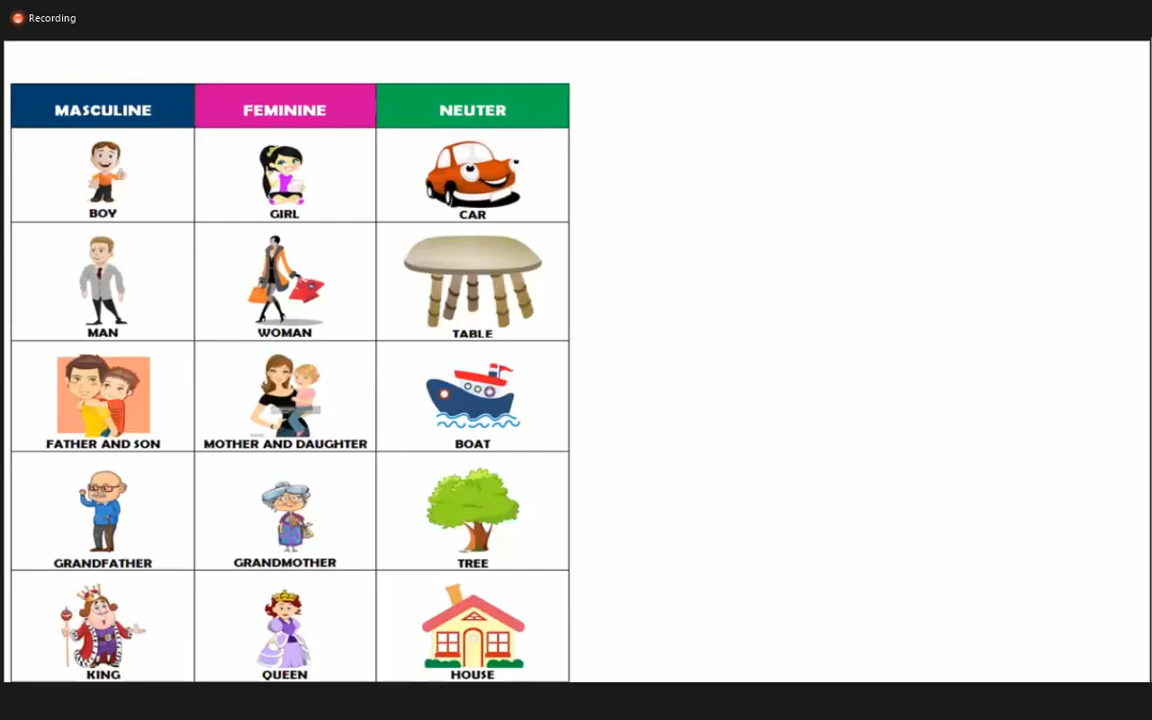 Recording
MASCULINE FEMININE NEUTER
BOY GIRL CAR
MAN WOMAN TABLE
FATHER AND SON MOTHER AND DAUGHTER BOAT
GRANDFATHER GRANDMOTHER TREE
KING QUEEN HOUSE